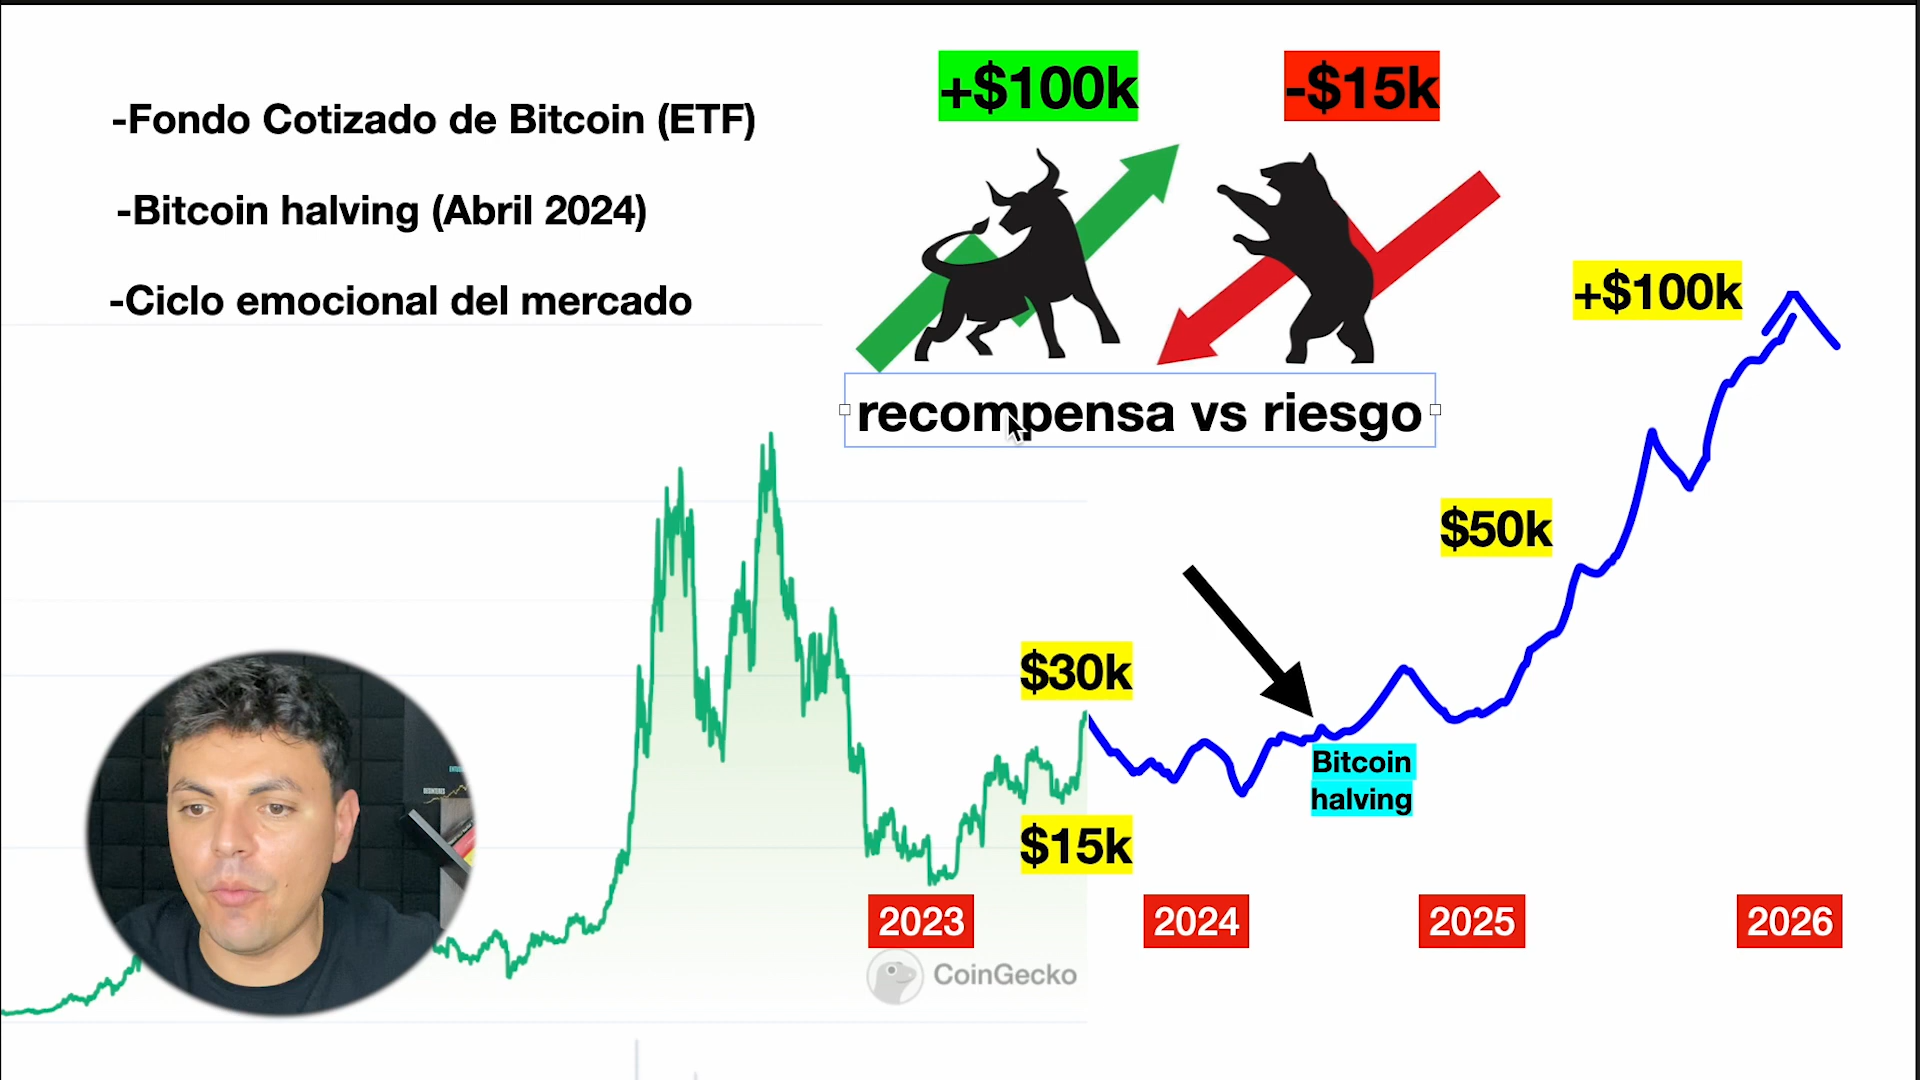 -Fondo Cotizado de Bitcoin (ETF)
-Bitcoin halving (Abril 2024)
-Ciclo emocional del mercado
+$100k
-$15k
recompensa vs riesgo
+$100k
$50k
$30k
$15k
Bitcoin
halving
2023
2024
2025
2026
CoinGecko